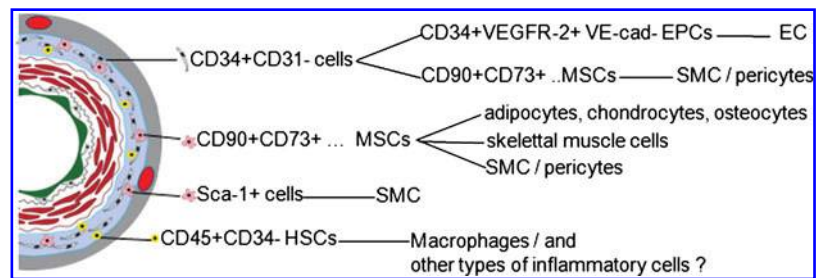 CD34+VEGFR-2+ VE-cad- EPCs EC
CD34+CD31- cells
CD90+CD73+ ..MSCs SMC / pericytes
adipocytes, chondrocytes, osteocytes
CD90+CD73+ ... MSCs skelettal muscle cells
SMC / pericytes
Sca-1+ cells SMC
CD45+CD34- HSCs Macrophages / and
other types of inflammatory cells ?